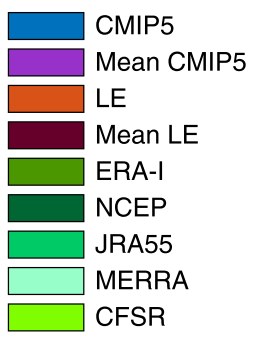 CMIP5
Mean CMIP5
LE
Mean LE
ERA-I
NCEP
JRA55
MERRA
CFSR